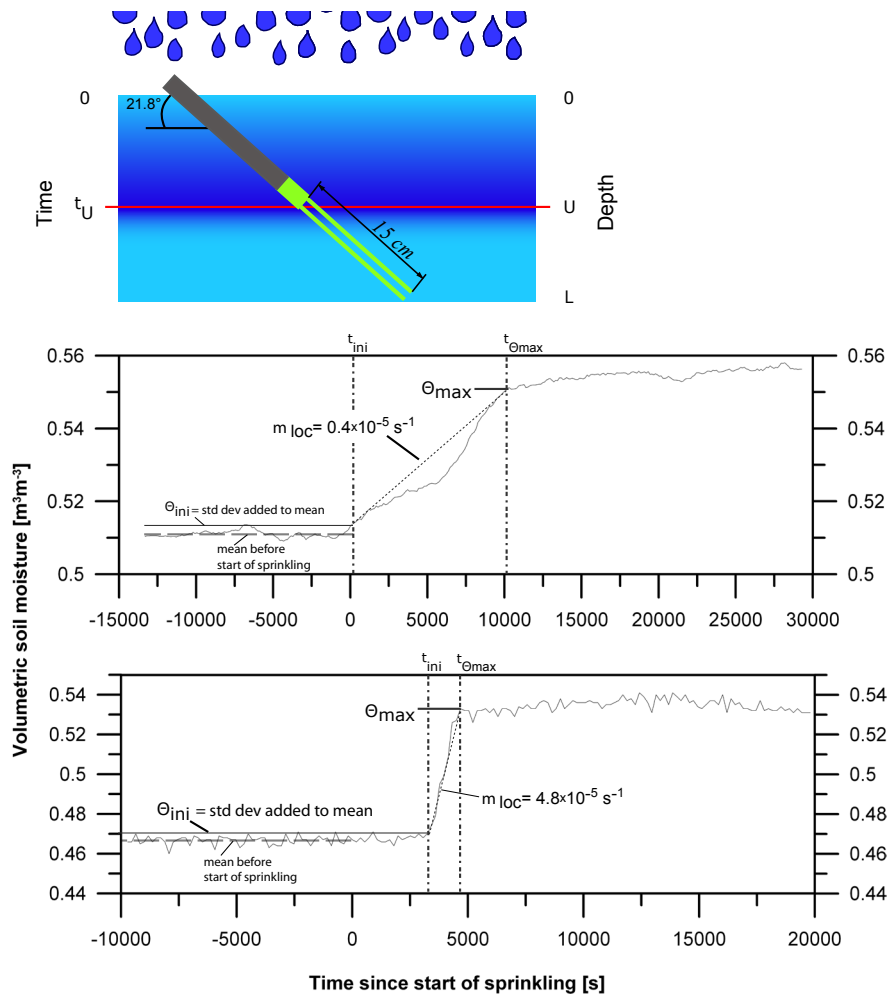 0
0
21.8°
Time
t_U
U
Depth
15 cm
L
t_ini
t_Θmax
0.56
0.56
Θmax
0.54
0.54
m loc= 0.4×10⁻⁵ s⁻¹
0.52
0.52
Θini = std dev added to mean
mean before
start of sprinkling
0.5
0.5
-15000 -10000 -5000 0 5000 10000 15000 20000 25000 30000
Volumetric soil moisture [m³m⁻³]
t_ini
t_Θmax
0.54
0.54
Θmax
0.52
0.52
0.5
0.5
m loc= 4.8×10⁻⁵ s⁻¹
0.48
0.48
Θini = std dev added to mean
0.46
0.46
mean before
start of sprinkling
0.44
0.44
-10000 -5000 0 5000 10000 15000 20000
Time since start of sprinkling [s]